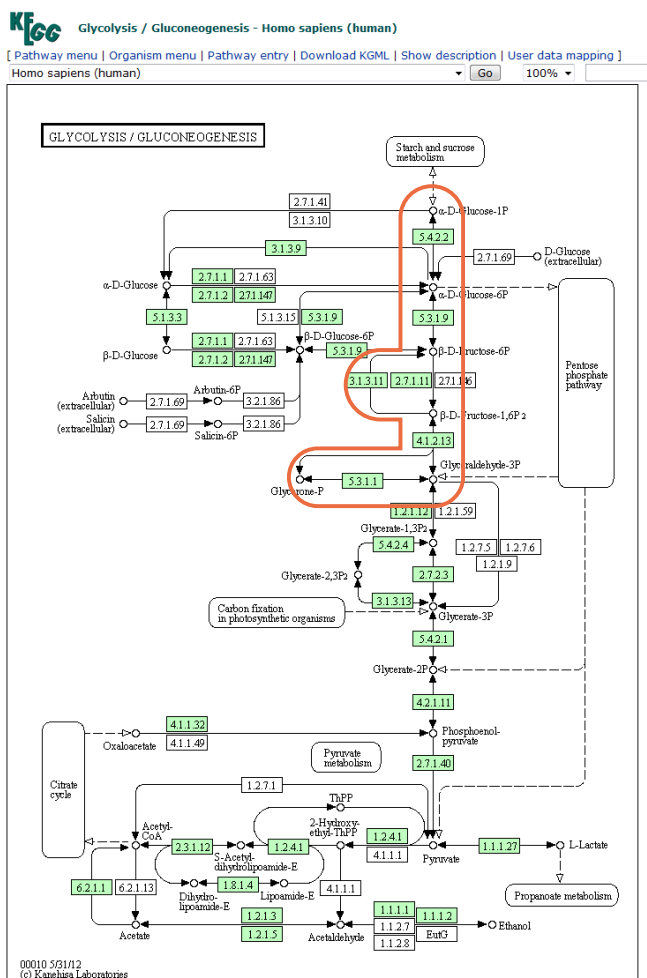 KEGG
Glycolysis / Gluconeogenesis - Homo sapiens (human)
[ Pathway menu | Organism menu | Pathway entry | Download KGML | Show description | User data mapping ]
Homo sapiens (human)
Go
100%
GLYCOLYSIS / GLUCONEOGENESIS
Starch and sucrose
metabolism
2.7.1.41
3.1.3.10
α-D-Glucose-1P
5.4.2.2
3.1.3.9
2.7.1.69
D-Glucose
(extracellular)
α-D-Glucose
2.7.1.1
2.7.1.63
2.7.1.2
2.7.1.147
α-D-Glucose-6P
5.1.3.3
5.1.3.15
5.3.1.9
5.3.1.9
β-D-Glucose-6P
β-D-Glucose
2.7.1.1
2.7.1.63
2.7.1.2
2.7.1.147
5.3.1.9
β-D-Fructose-6P
Pentose
phosphate
pathway
3.1.3.11
2.7.1.11
2.7.1.146
Arbutin
(extracellular)
2.7.1.69
Arbutin-6P
3.2.1.86
β-D-Fructose-1,6P2
Salicin
(extracellular)
2.7.1.69
Salicin-6P
3.2.1.86
4.1.2.13
Glyceraldehyde-3P
5.3.1.1
Glycerone-P
1.2.1.12
1.2.1.59
Glycerate-1,3P2
5.4.2.4
1.2.7.5
1.2.7.6
1.2.1.9
Glycerate-2,3P2
2.7.2.3
3.1.3.13
Carbon fixation
in photosynthetic organisms
Glycerate-3P
5.4.2.1
Glycerate-2P
4.2.1.11
4.1.1.32
4.1.1.49
Oxaloacetate
Phosphoenol-
pyruvate
Pyruvate
metabolism
2.7.1.40
Citrate
cycle
1.2.7.1
ThPP
Acetyl-
CoA
2-Hydroxy-
ethyl-ThPP
2.3.1.12
S-Acetyl-
dihydrolipoamide-E
1.2.4.1
1.2.4.1
4.1.1.1
Pyruvate
1.1.1.27
L-Lactate
6.2.1.1
6.2.1.13
Dihydro-
lipoamide-E
1.8.1.4
Lipoamide-E
4.1.1.1
Propanoate metabolism
Acetate
1.2.1.3
1.2.1.5
Acetaldehyde
1.1.1.1
1.1.1.2
1.1.2.7
EutG
1.1.2.8
Ethanol
00010 5/31/12
(c) Kanehisa Laboratories